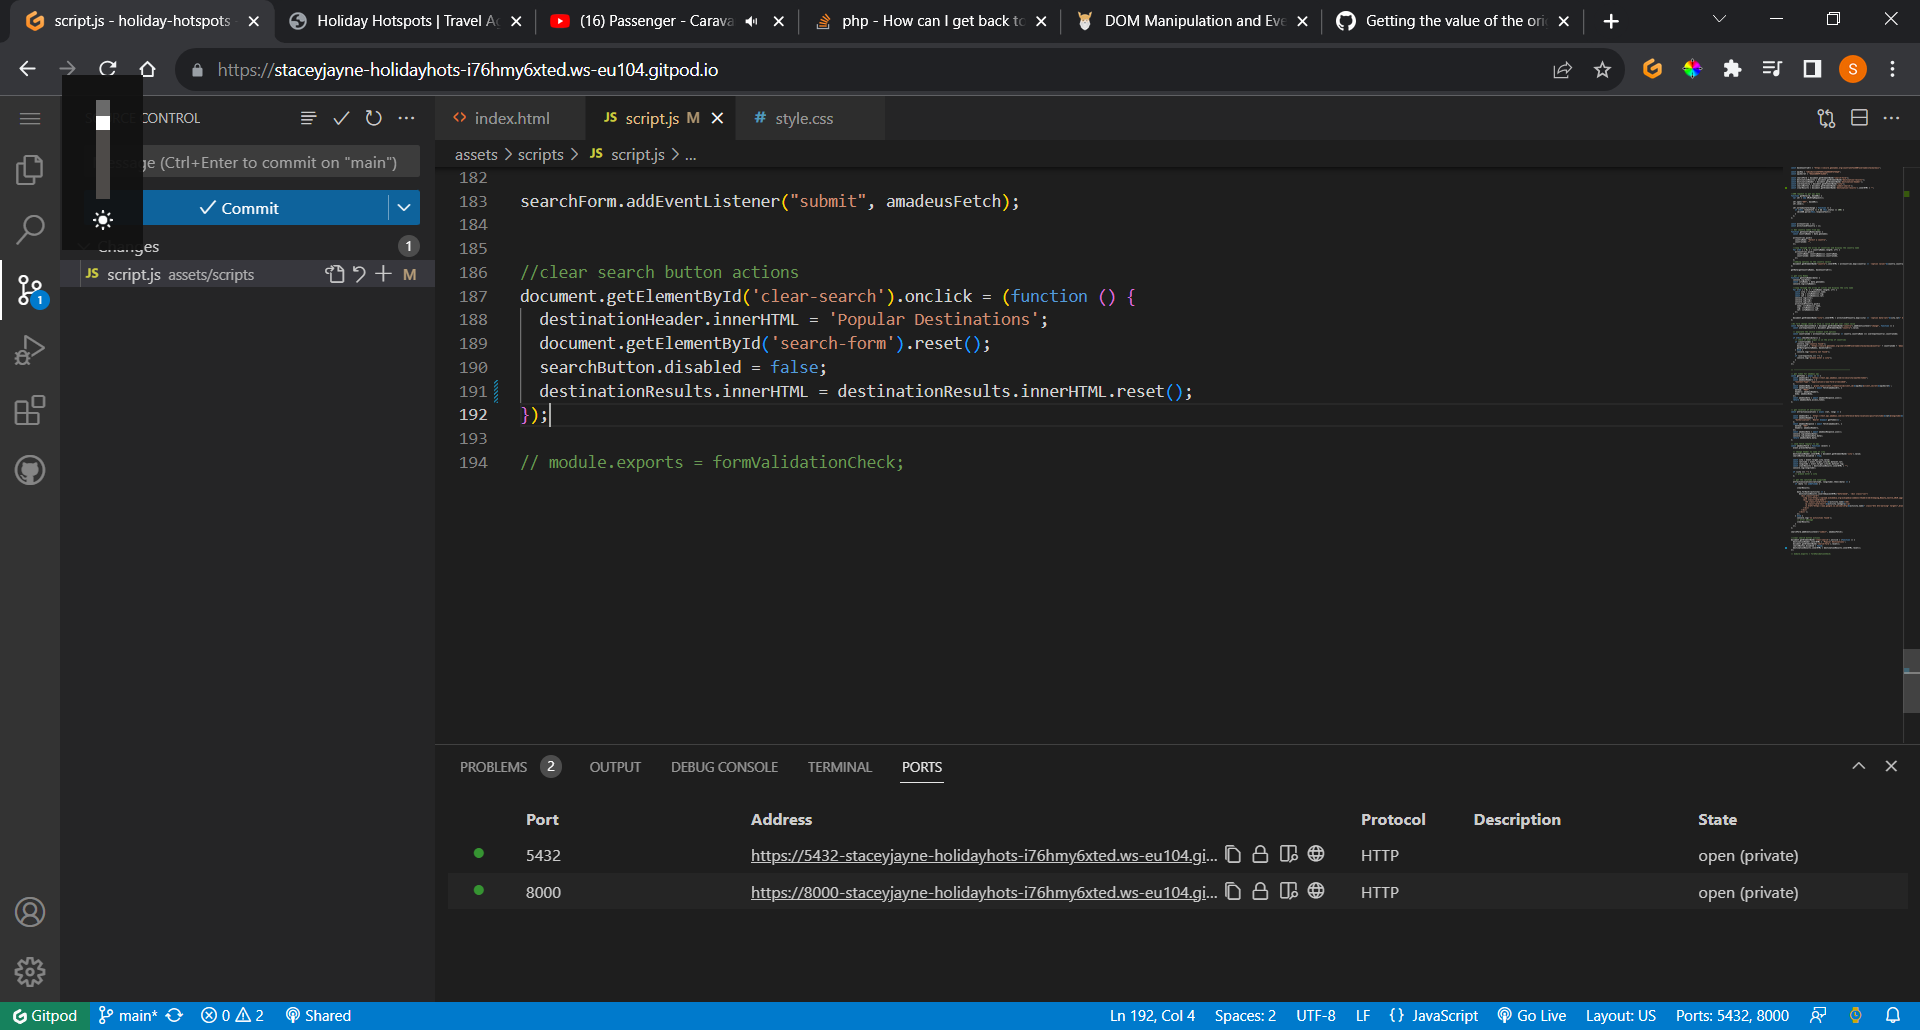 script.js - holiday-hotspots -
Holiday Hotspots | Travel Ag
(16) Passenger - Carava
php - How can I get back to
DOM Manipulation and Eve
Getting the value of the ori
https://staceyjayne-holidayhots-i76hmy6xted.ws-eu104.gitpod.io
S
CONTROL
ge (Ctrl+Enter to commit on "main")
Commit
Changes
1
JS script.js assets/scripts M
1
<> index.html
JS script.js M
# style.css
assets > scripts > JS script.js > ...
182
183 searchForm.addEventListener("submit", amadeusFetch);
184
185
186 //clear search button actions
187 document.getElementById('clear-search').onclick = (function () {
188 destinationHeader.innerHTML = 'Popular Destinations';
189 document.getElementById('search-form').reset();
190 searchButton.disabled = false;
191 destinationResults.innerHTML = destinationResults.innerHTML.reset();
192 });
193
194 // module.exports = formValidationCheck;
PROBLEMS 2 OUTPUT DEBUG CONSOLE TERMINAL PORTS
Port Address Protocol Description State
5432 https://5432-staceyjayne-holidayhots-i76hmy6xted.ws-eu104.gi... HTTP open (private)
8000 https://8000-staceyjayne-holidayhots-i76hmy6xted.ws-eu104.gi... HTTP open (private)
Gitpod main* 0 2 Shared Ln 192, Col 4 Spaces: 2 UTF-8 LF {} JavaScript Go Live Layout: US Ports: 5432, 8000